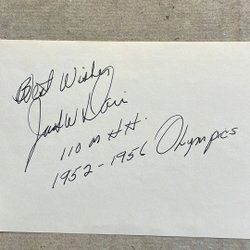 Best Wishes
Jack W Davis
110 m H H.
1952-1956 Olympics